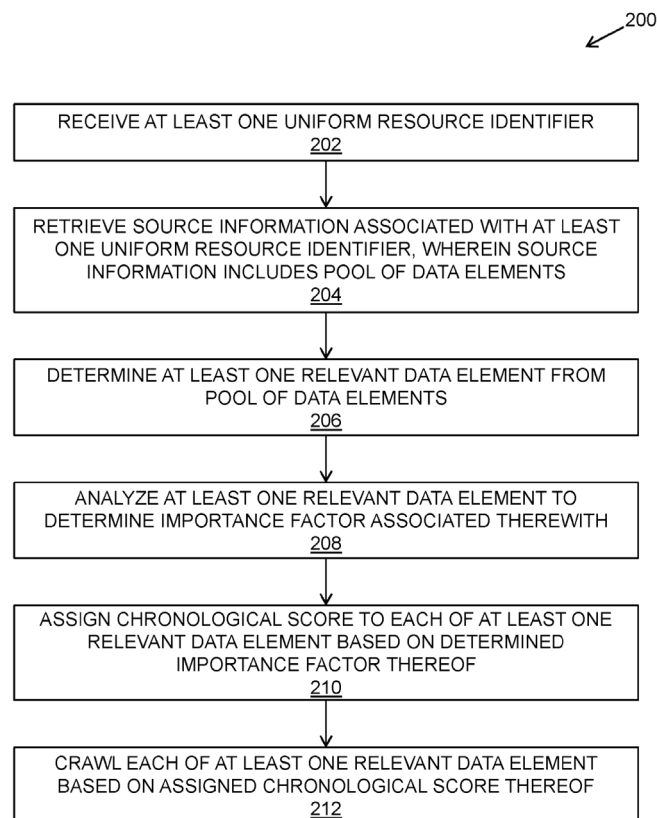 200
RECEIVE AT LEAST ONE UNIFORM RESOURCE IDENTIFIER
202
RETRIEVE SOURCE INFORMATION ASSOCIATED WITH AT LEAST
ONE UNIFORM RESOURCE IDENTIFIER, WHEREIN SOURCE
INFORMATION INCLUDES POOL OF DATA ELEMENTS
204
DETERMINE AT LEAST ONE RELEVANT DATA ELEMENT FROM
POOL OF DATA ELEMENTS
206
ANALYZE AT LEAST ONE RELEVANT DATA ELEMENT TO
DETERMINE IMPORTANCE FACTOR ASSOCIATED THEREWITH
208
ASSIGN CHRONOLOGICAL SCORE TO EACH OF AT LEAST ONE
RELEVANT DATA ELEMENT BASED ON DETERMINED
IMPORTANCE FACTOR THEREOF
210
CRAWL EACH OF AT LEAST ONE RELEVANT DATA ELEMENT
BASED ON ASSIGNED CHRONOLOGICAL SCORE THEREOF
212